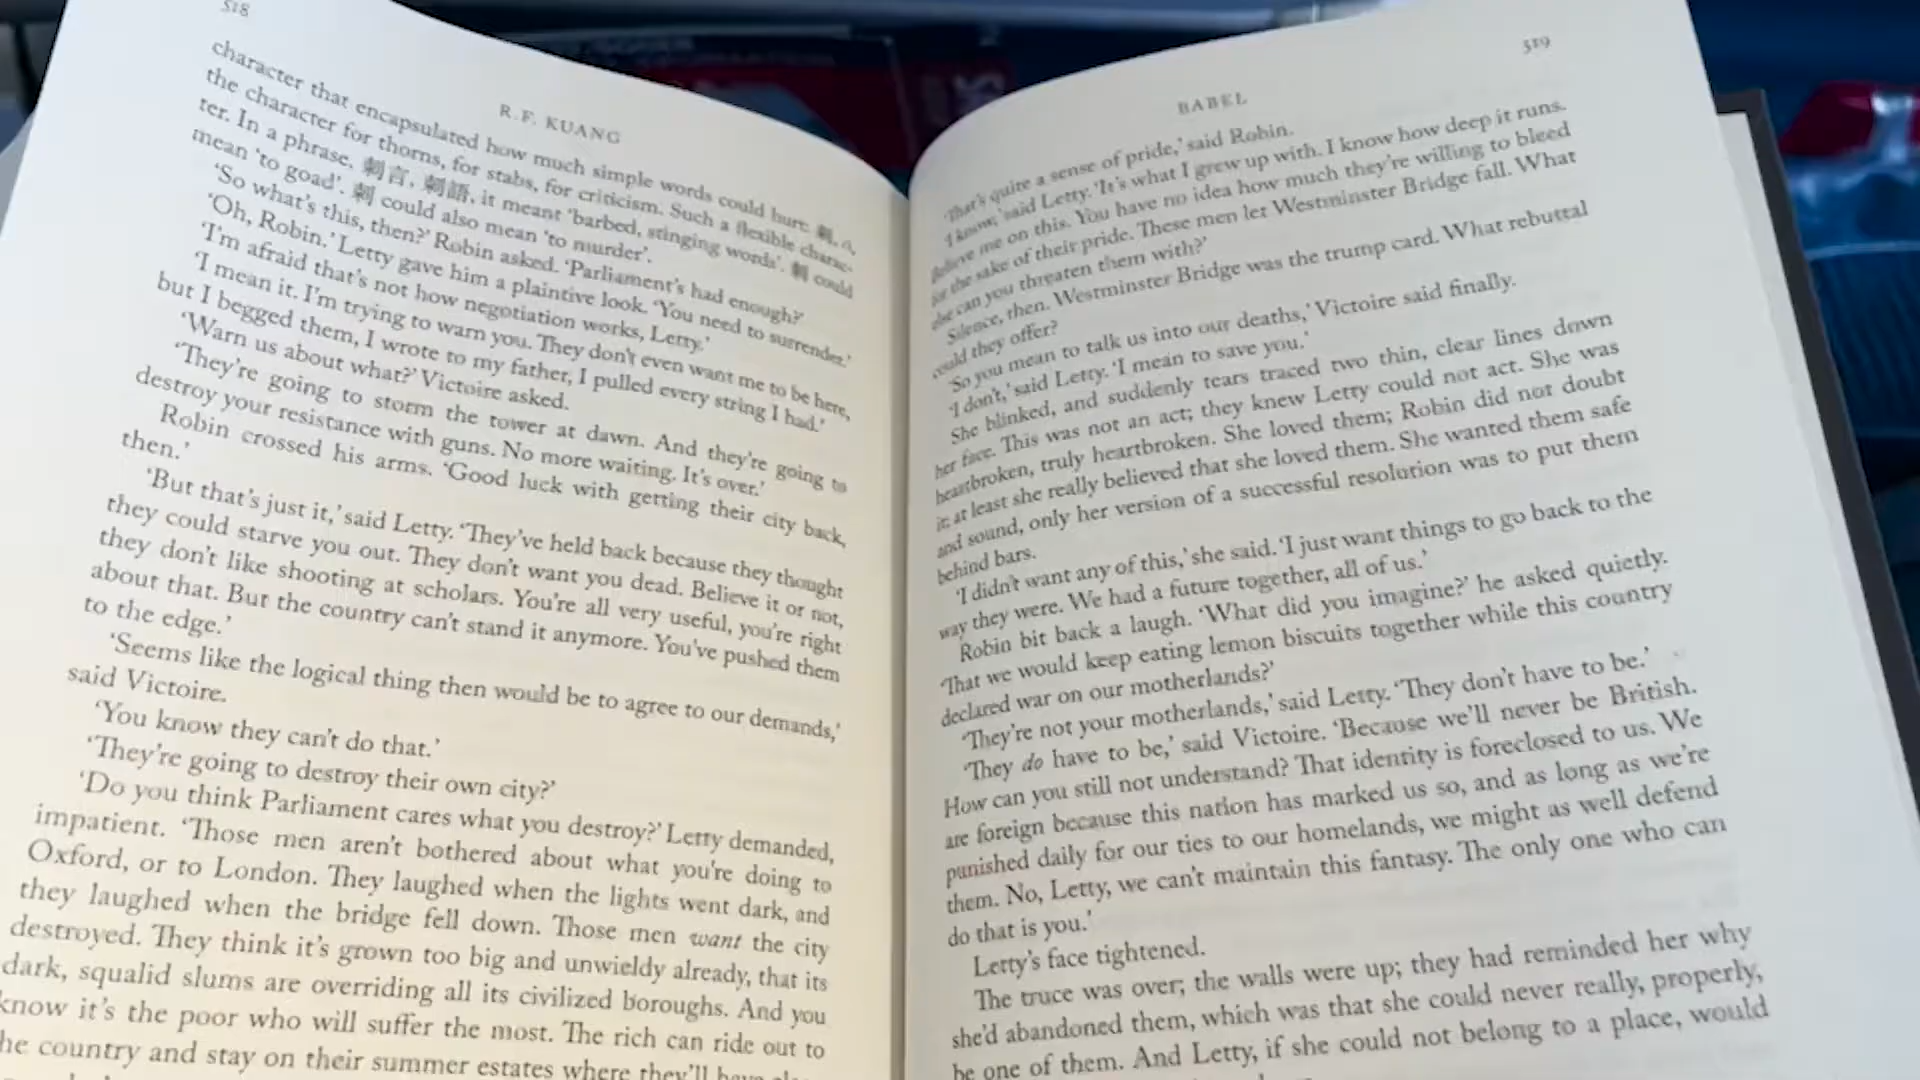 518
R.F. KUANG
character that encapsulated how much simple words could hurt: 刺,
the character for thorns, for stabs, for criticism. Such a flexible charac-
ter. In a phrase, 刺言, 刺語, it meant ‘barbed, stinging words’. 刺 could
mean ‘to goad’. 刺 could also mean ‘to murder’.
‘So what’s this, then?’ Robin asked. ‘Parliament’s had enough?’
‘Oh, Robin.’ Letty gave him a plaintive look. ‘You need to surrender.’
‘I’m afraid that’s not how negotiation works, Letty.’
‘I mean it. I’m trying to warn you. They don’t even want me to be here,
but I begged them, I wrote to my father, I pulled every string I had.’
‘Warn us about what?’ Victoire asked.
‘They’re going to storm the tower at dawn. And they’re going to
destroy your resistance with guns. No more waiting. It’s over.’
Robin crossed his arms. ‘Good luck with getting their city back,
then.’
‘But that’s just it,’ said Letty. ‘They’ve held back because they thought
they could starve you out. They don’t want you dead. Believe it or not,
they don’t like shooting at scholars. You’re all very useful, you’re right
about that. But the country can’t stand it anymore. You’ve pushed them
to the edge.’
‘Seems like the logical thing then would be to agree to our demands,’
said Victoire.
‘You know they can’t do that.’
‘They’re going to destroy their own city?’
‘Do you think Parliament cares what you destroy?’ Letty demanded,
impatient. ‘Those men aren’t bothered about what you’re doing to
Oxford, or to London. They laughed when the lights went dark, and
they laughed when the bridge fell down. Those men want the city
destroyed. They think it’s grown too big and unwieldy already, that its
dark, squalid slums are overriding all its civilized boroughs. And you
know it’s the poor who will suffer the most. The rich can ride out to
he country and stay on their summer estates where they’ll have
BABEL
519
‘That’s quite a sense of pride,’ said Robin.
‘I know,’ said Letty. ‘It’s what I grew up with. I know how deep it runs.
Believe me on this. You have no idea how much they’re willing to bleed
for the sake of their pride. These men let Westminster Bridge fall. What
else can you threaten them with?’
Silence, then. Westminster Bridge was the trump card. What rebuttal
could they offer?
‘So you mean to talk us into our deaths,’ Victoire said finally.
‘I don’t,’ said Letty. ‘I mean to save you.’
She blinked, and suddenly tears traced two thin, clear lines down
her face. This was not an act; they knew Letty could not act. She was
heartbroken, truly heartbroken. She loved them; Robin did not doubt
it; at least she really believed that she loved them. She wanted them safe
and sound, only her version of a successful resolution was to put them
behind bars.
‘I didn’t want any of this,’ she said. ‘I just want things to go back to the
way they were. We had a future together, all of us.’
Robin bit back a laugh. ‘What did you imagine?’ he asked quietly.
‘That we would keep eating lemon biscuits together while this country
declared war on our motherlands?’
‘They’re not your motherlands,’ said Letty. ‘They don’t have to be.’
‘They do have to be,’ said Victoire. ‘Because we’ll never be British.
How can you still not understand? That identity is foreclosed to us. We
are foreign because this nation has marked us so, and as long as we’re
punished daily for our ties to our homelands, we might as well defend
them. No, Letty, we can’t maintain this fantasy. The only one who can
do that is you.’
Letty’s face tightened.
The truce was over; the walls were up; they had reminded her why
she’d abandoned them, which was that she could never really, properly,
be one of them. And Letty, if she could not belong to a place, would